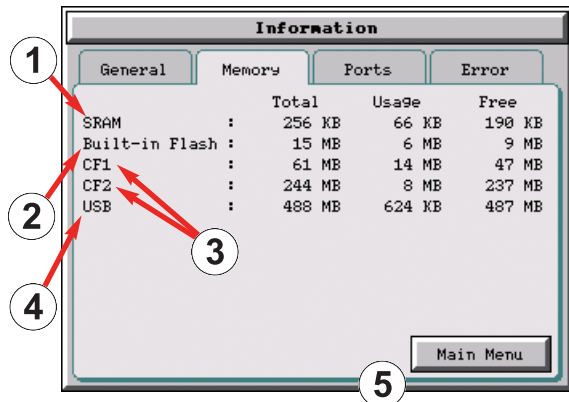 Information
General Memory Ports Error
Total Usage Free
SRAM : 256 KB 66 KB 190 KB
Built-in Flash : 15 MB 6 MB 9 MB
CF1 : 61 MB 14 MB 47 MB
CF2 : 244 MB 8 MB 237 MB
USB : 488 MB 624 KB 487 MB
1
2
3
4
Main Menu
5